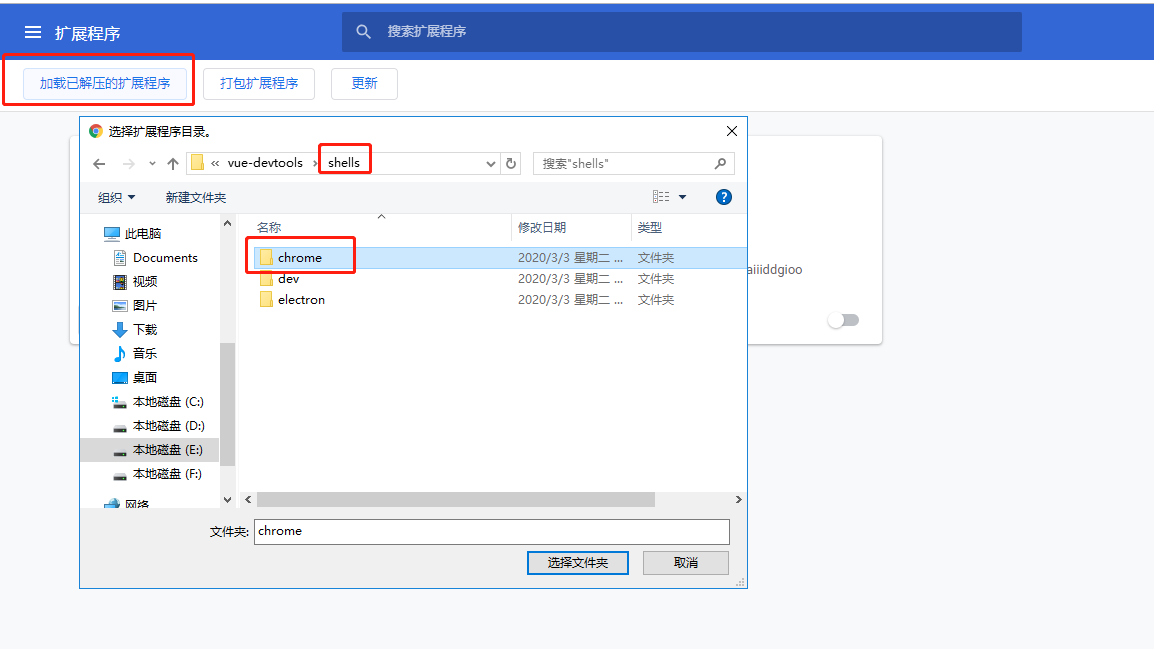 扩展程序
搜索扩展程序
加载已解压的扩展程序
打包扩展程序
更新
选择扩展程序目录。
« vue-devtools › shells
搜索"shells"
组织
新建文件夹
?
名称 修改日期 类型
此电脑
Documents
视频
图片
下载
音乐
桌面
本地磁盘 (C:)
本地磁盘 (D:)
本地磁盘 (E:)
本地磁盘 (F:)
网络
chrome 2020/3/3 星期二 ... 文件夹
dev 2020/3/3 星期二 ... 文件夹
electron 2020/3/3 星期二 ... 文件夹
aiiiddgioo
文件夹: chrome
选择文件夹
取消